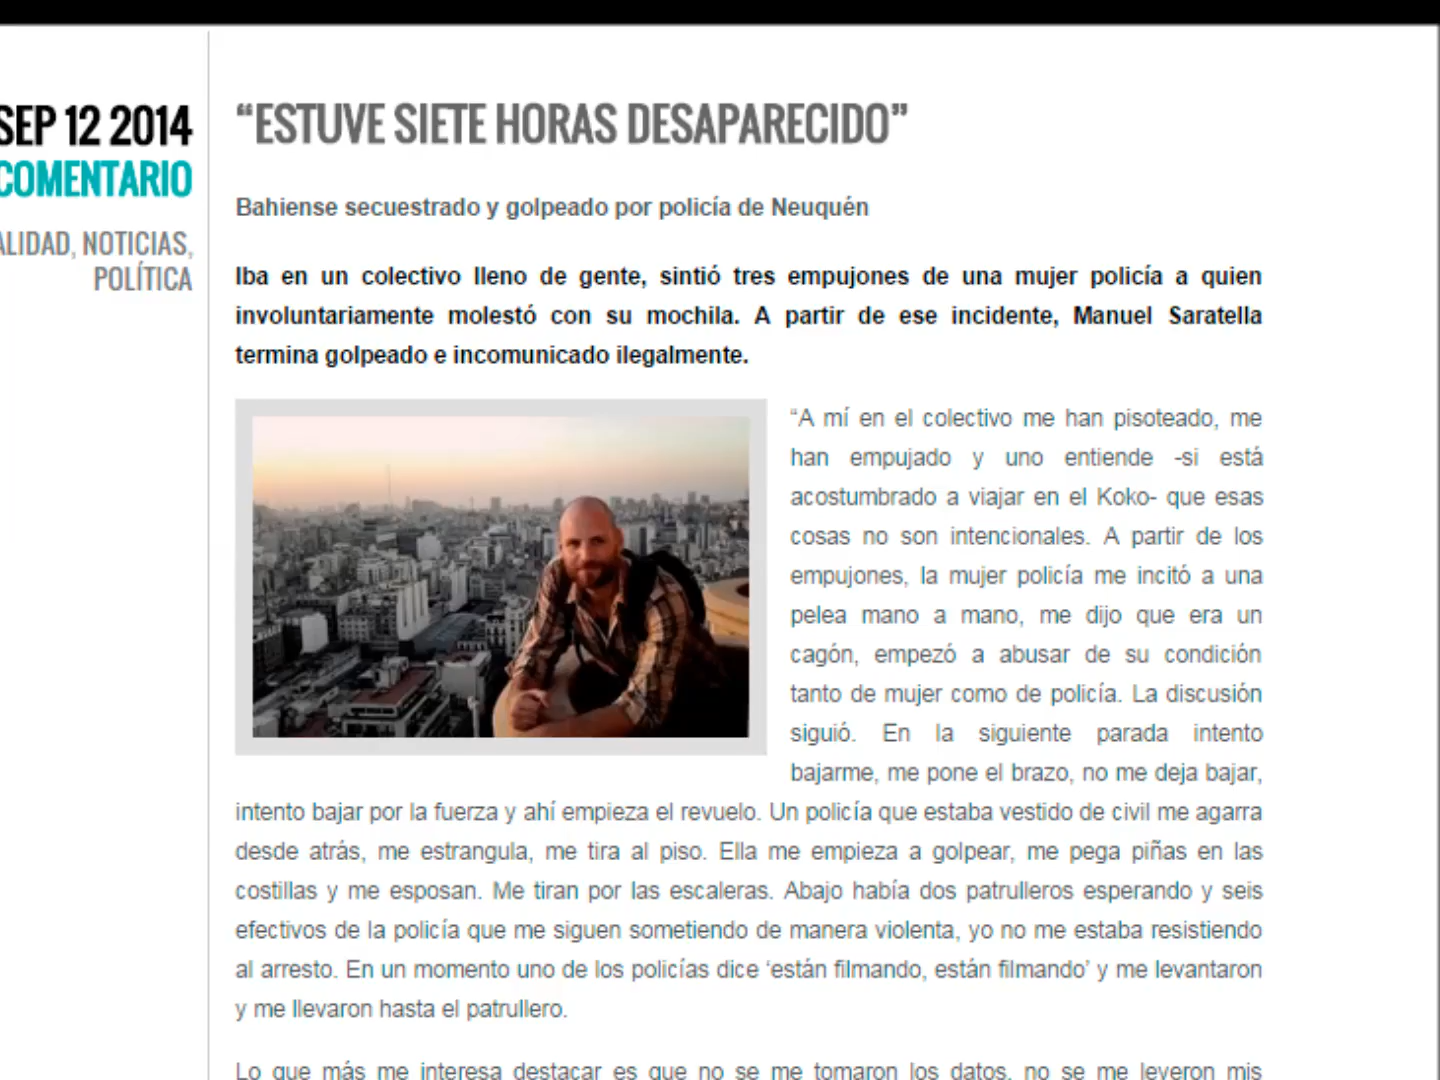 SEP 12 2014
COMENTARIO
ALIDAD, NOTICIAS,
POLÍTICA
“ESTUVE SIETE HORAS DESAPARECIDO”
Bahiense secuestrado y golpeado por policía de Neuquén
Iba en un colectivo lleno de gente, sintió tres empujones de una mujer policía a quien
involuntariamente molestó con su mochila. A partir de ese incidente, Manuel Saratella
termina golpeado e incomunicado ilegalmente.
“A mí en el colectivo me han pisoteado, me
han empujado y uno entiende -si está
acostumbrado a viajar en el Koko- que esas
cosas no son intencionales. A partir de los
empujones, la mujer policía me incitó a una
pelea mano a mano, me dijo que era un
cagón, empezó a abusar de su condición
tanto de mujer como de policía. La discusión
siguió. En la siguiente parada intento
bajarme, me pone el brazo, no me deja bajar,
intento bajar por la fuerza y ahí empieza el revuelo. Un policía que estaba vestido de civil me agarra
desde atrás, me estrangula, me tira al piso. Ella me empieza a golpear, me pega piñas en las
costillas y me esposan. Me tiran por las escaleras. Abajo había dos patrulleros esperando y seis
efectivos de la policía que me siguen sometiendo de manera violenta, yo no me estaba resistiendo
al arresto. En un momento uno de los policías dice ‘están filmando, están filmando’ y me levantaron
y me llevaron hasta el patrullero.
Lo que más me interesa destacar es que no se me tomaron los datos, no se me leyeron mis